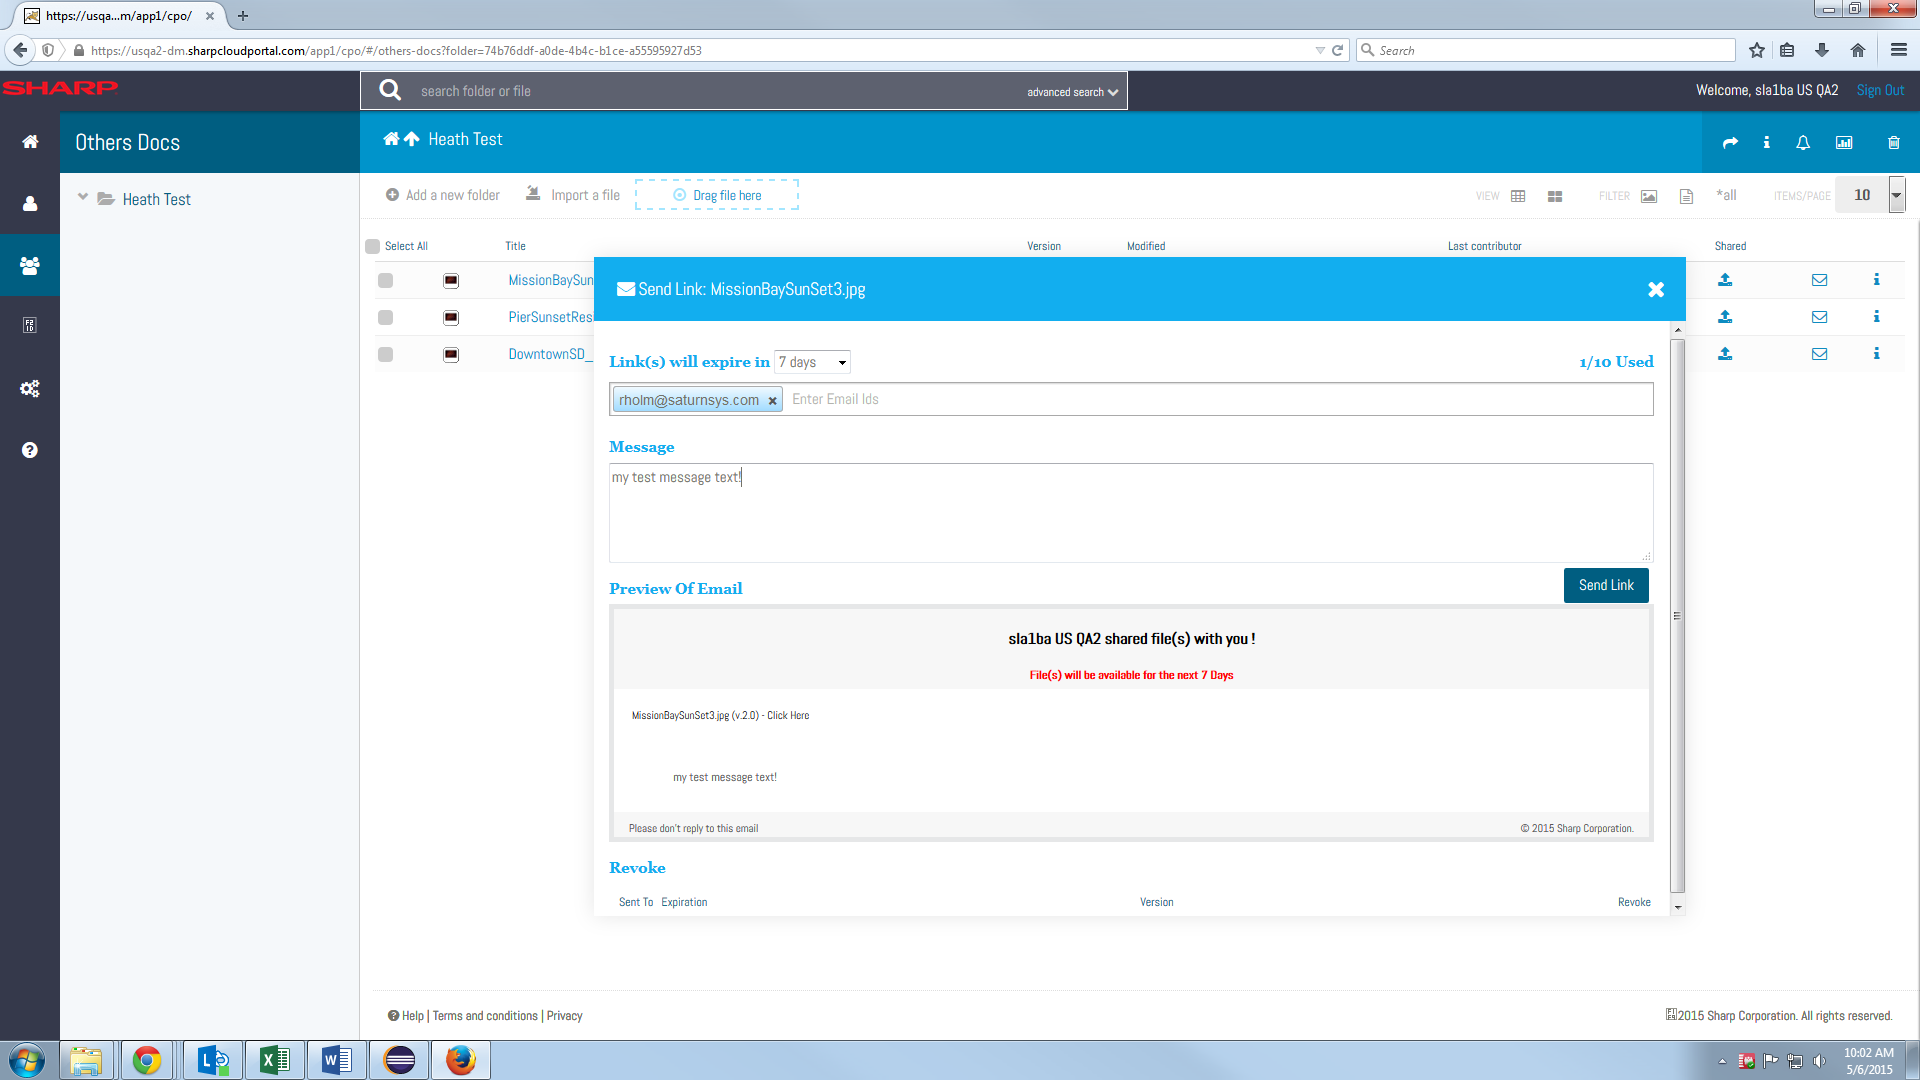 https://usqa...m/app1/cpo/
https://usqa2-dm.sharpcloudportal.com/app1/cpo/#/others-docs?folder=74b76ddf-a0de-4b4c-b1ce-a55595927d53
Search
SHARP
search folder or file
advanced search
Welcome, sla1ba US QA2
Sign Out
Others Docs
Heath Test
Heath Test
Add a new folder
Import a file
Drag file here
VIEW
FILTER
*all
ITEMS/PAGE
10
Select All
Title
Version
Modified
Last contributor
Shared
MissionBaySun
PierSunsetRes
DowntownSD_
Send Link: MissionBaySunSet3.jpg
Link(s) will expire in
7 days
1/10 Used
rholm@saturnsys.com
Enter Email Ids
Message
my test message text!
Preview Of Email
Send Link
sla1ba US QA2 shared file(s) with you !
File(s) will be available for the next 7 Days
MissionBaySunSet3.jpg (v.2.0) - Click Here
my test message text!
Please don't reply to this email
© 2015 Sharp Corporation.
Revoke
Sent To
Expiration
Version
Revoke
Help | Terms and conditions | Privacy
2015 Sharp Corporation. All rights reserved.
10:02 AM
5/6/2015